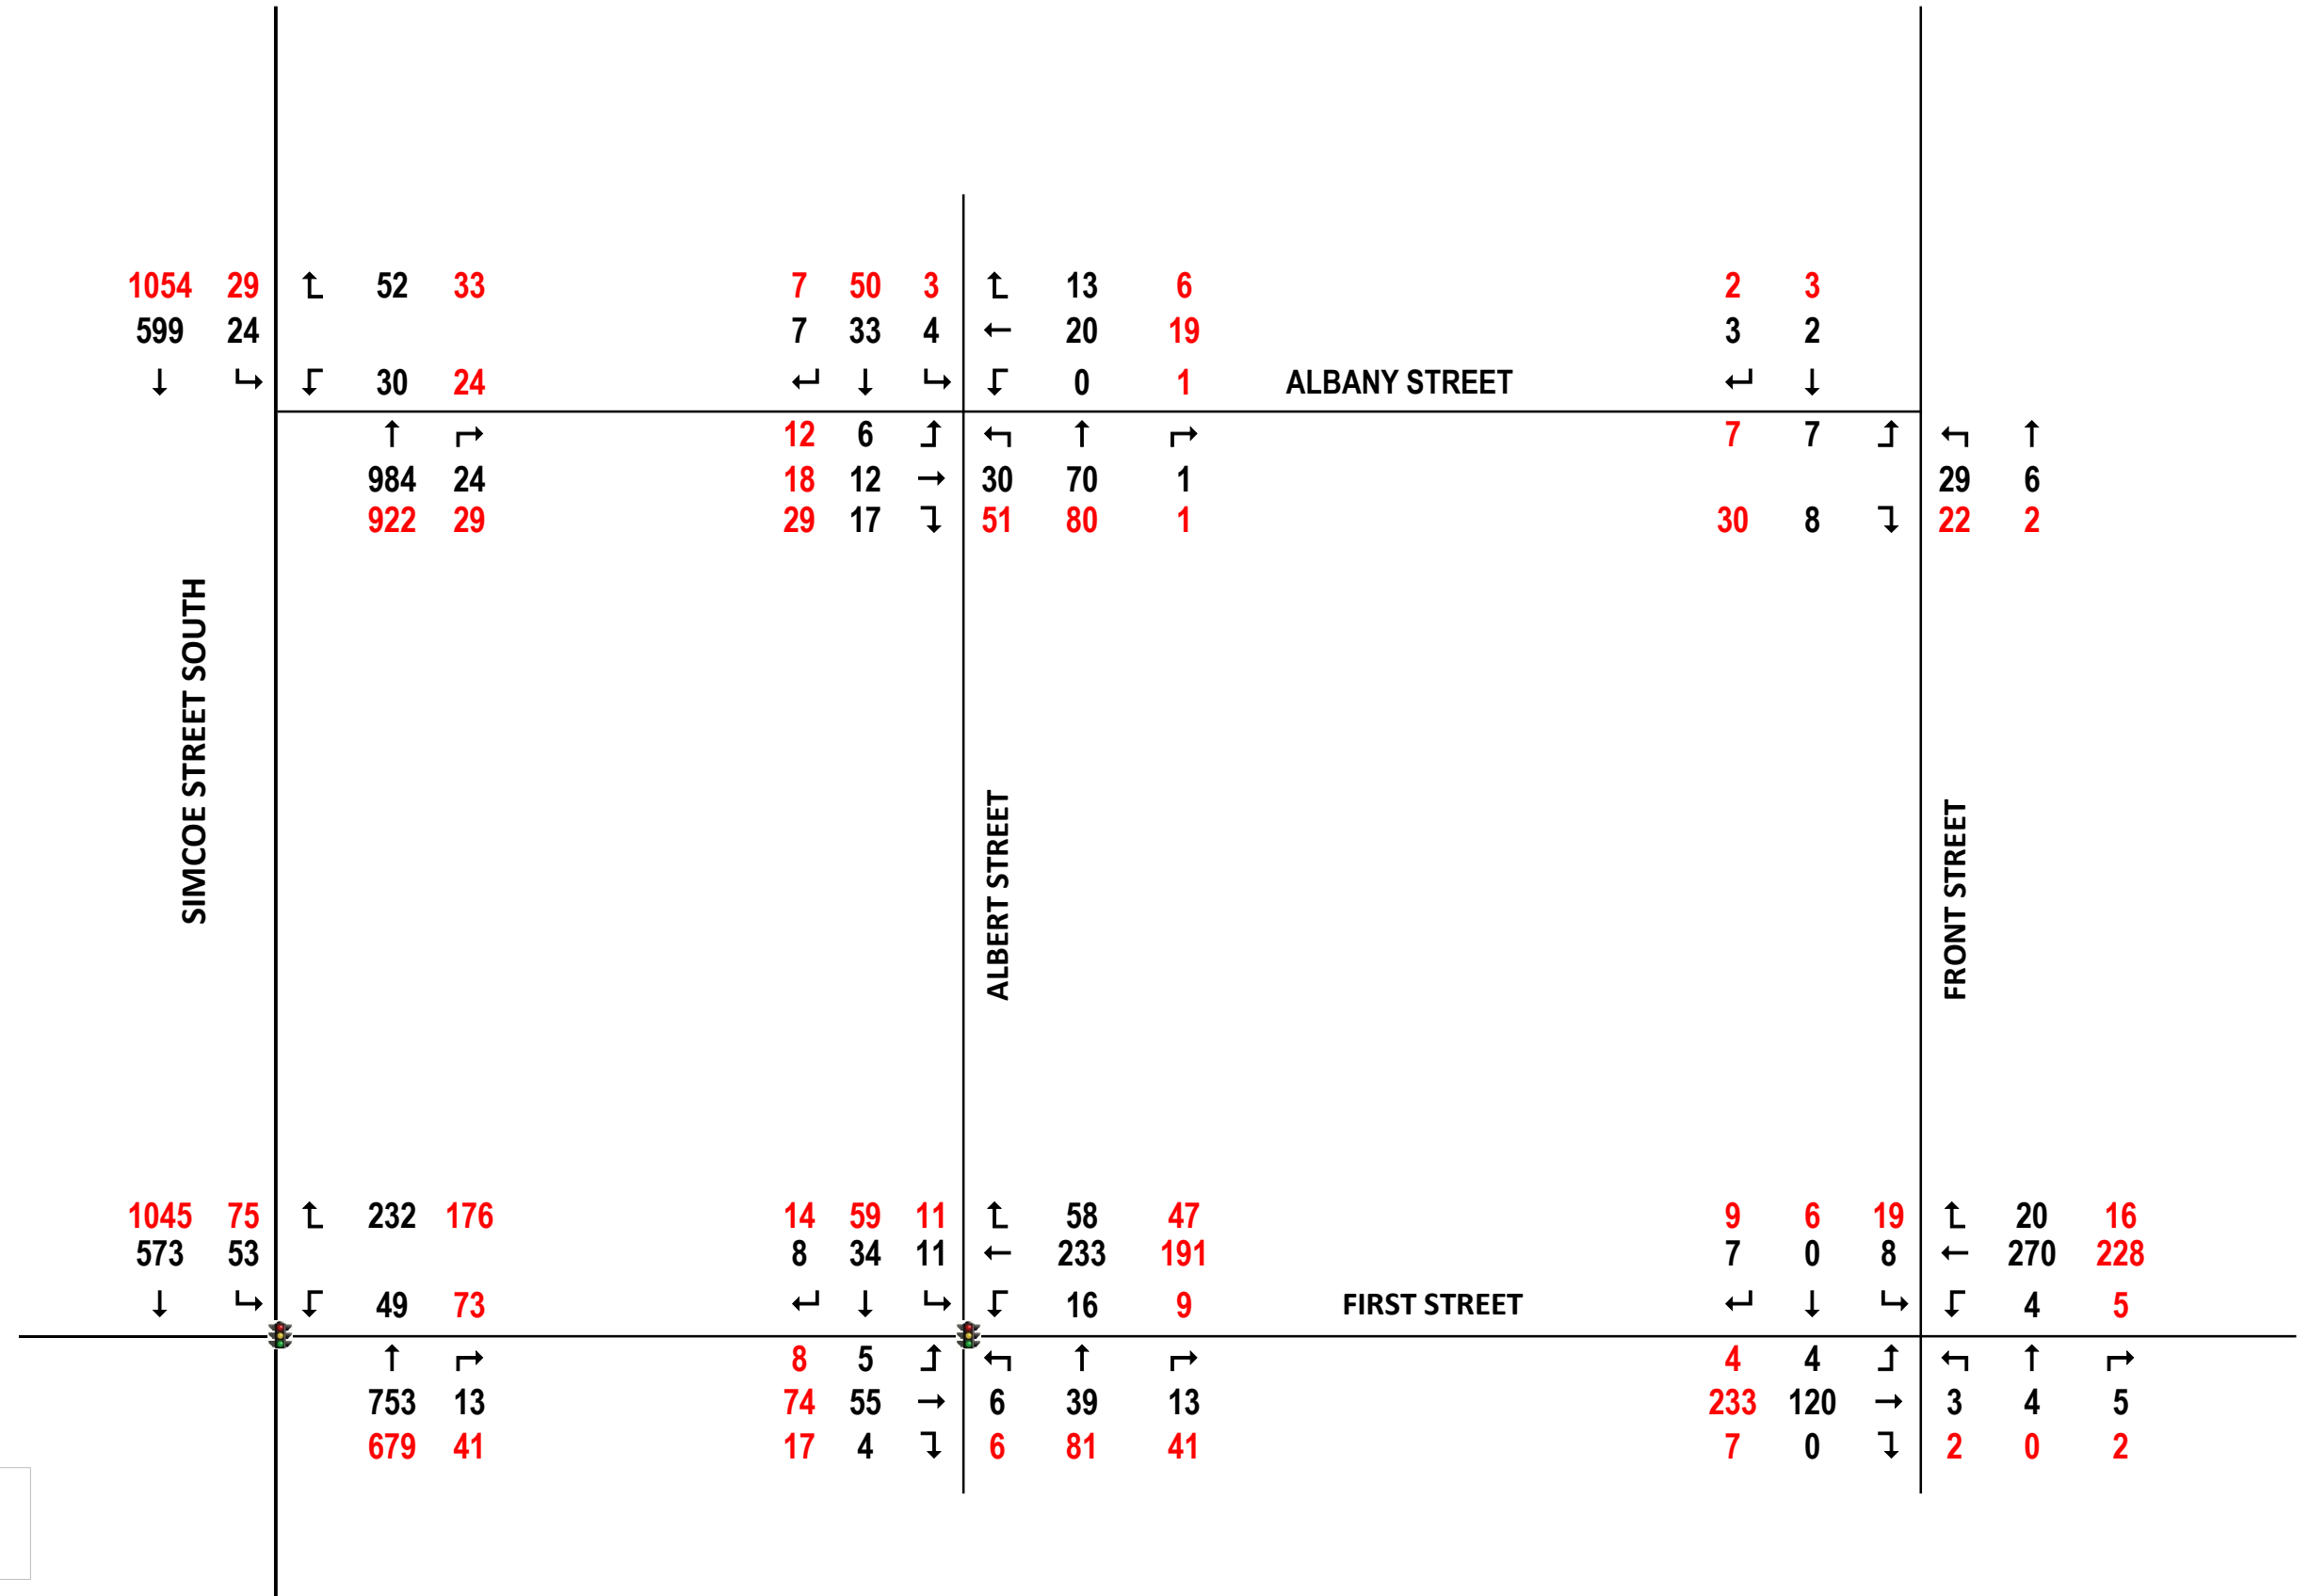 1054 29 52 33 7 50 3 13 6 2 3
599 24 7 33 4 20 19 3 2
30 24 0 1 ALBANY STREET
12 6 7 7
984 24 18 12 30 70 1 29 6
922 29 29 17 51 80 1 30 8 22 2
SIMCOE STREET SOUTH
ALBERT STREET
FRONT STREET
1045 75 232 176 14 59 11 58 47 9 6 19 20 16
573 53 8 34 11 233 191 7 0 8 270 228
49 73 16 9 FIRST STREET 4 5
8 5 4 4
753 13 74 55 6 39 13 233 120 3 4 5
679 41 17 4 6 81 41 7 0 2 0 2